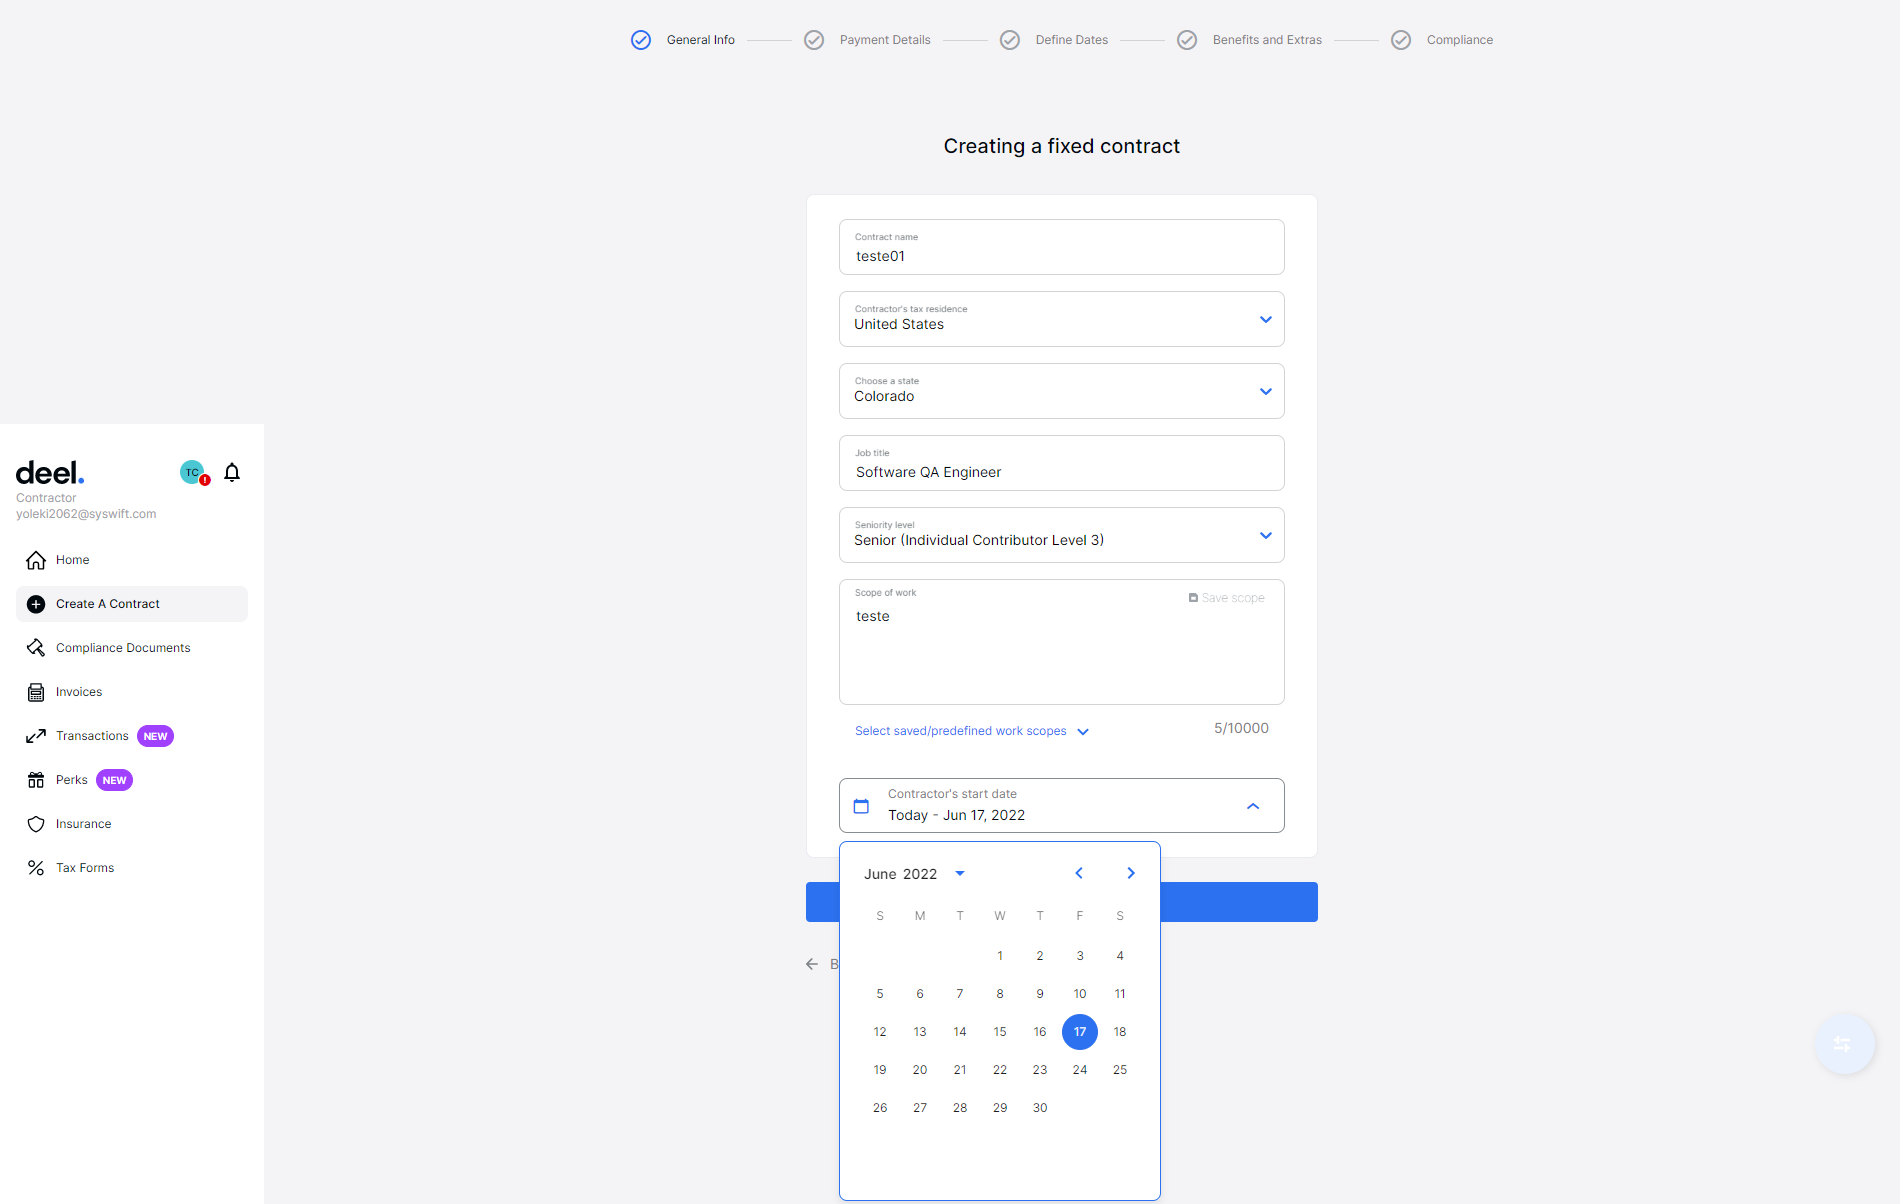 General Info
Payment Details
Define Dates
Benefits and Extras
Compliance
Creating a fixed contract
Contract name
teste01
Contractor's tax residence
United States
Choose a state
Colorado
Job title
Software QA Engineer
Seniority level
Senior (Individual Contributor Level 3)
Scope of work
Save scope
teste
Select saved/predefined work scopes
5/10000
Contractor's start date
Today - Jun 17, 2022
June 2022
S M T W T F S
1 2 3 4
5 6 7 8 9 10 11
12 13 14 15 16 17 18
19 20 21 22 23 24 25
26 27 28 29 30
B
deel.
TC
!
Contractor
yoleki2062@syswift.com
Home
Create A Contract
Compliance Documents
Invoices
Transactions NEW
Perks NEW
Insurance
Tax Forms